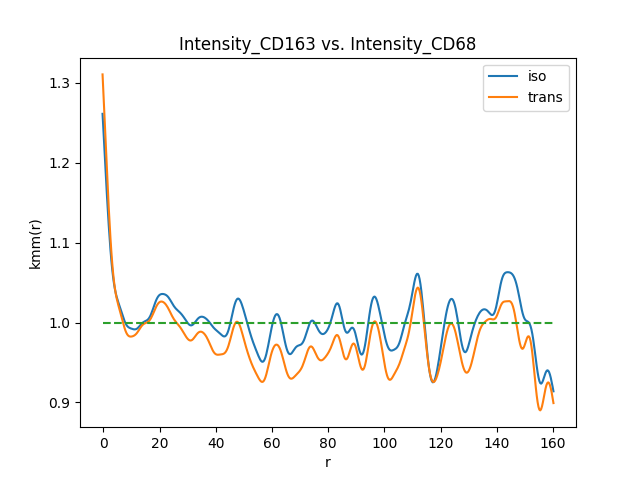 Intensity_CD163 vs. Intensity_CD68
iso
trans
1.3
1.2
1.1
1.0
0.9
kmm(r)
0 20 40 60 80 100 120 140 160
r